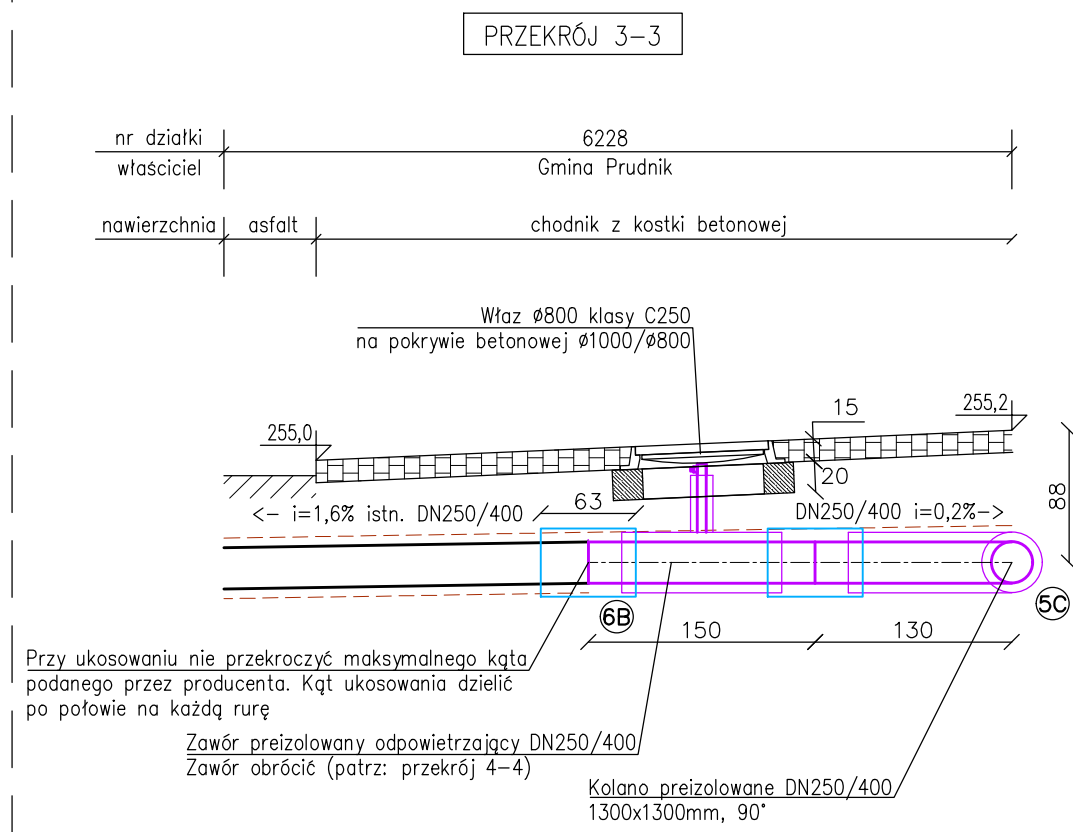 PRZEKRÓJ 3-3
nr działki
6228
właściciel
Gmina Prudnik
nawierzchnia
asfalt
chodnik z kostki betonowej
Właz Ø800 klasy C250
na pokrywie betonowej Ø1000/Ø800
15
255,2
255,0
20
88
63
<- i=1,6% istn. DN250/400
DN250/400 i=0,2%->
6B
5C
150
130
Przy ukosowaniu nie przekroczyć maksymalnego kąta
podanego przez producenta. Kąt ukosowania dzielić
po połowie na każdą rurę
Zawór preizolowany odpowietrzający DN250/400
Zawór obrócić (patrz: przekrój 4-4)
Kolano preizolowane DN250/400
1300x1300mm, 90°